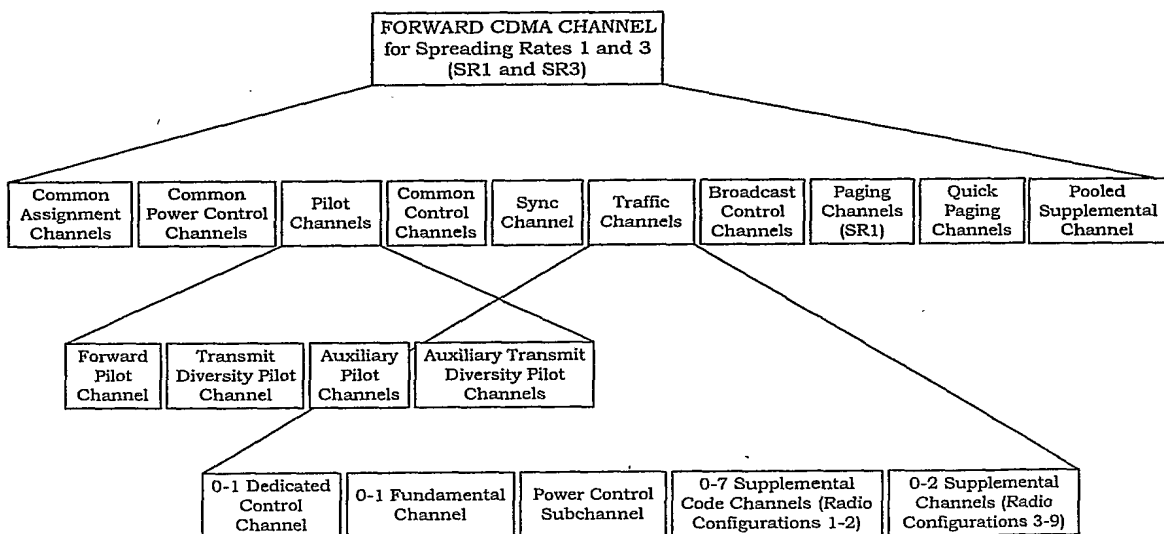 FORWARD CDMA CHANNEL
for Spreading Rates 1 and 3
(SR1 and SR3)
Common
Assignment
Channels
Common
Power Control
Channels
Pilot
Channels
Common
Control
Channels
Sync
Channel
Traffic
Channels
Broadcast
Control
Channels
Paging
Channels
(SR1)
Quick
Paging
Channels
Pooled
Supplemental
Channel
Forward
Pilot
Channel
Transmit
Diversity Pilot
Channel
Auxiliary
Pilot
Channels
Auxiliary Transmit
Diversity Pilot
Channels
0-1 Dedicated
Control
Channel
0-1 Fundamental
Channel
Power Control
Subchannel
0-7 Supplemental
Code Channels (Radio
Configurations 1-2)
0-2 Supplemental
Channels (Radio
Configurations 3-9)